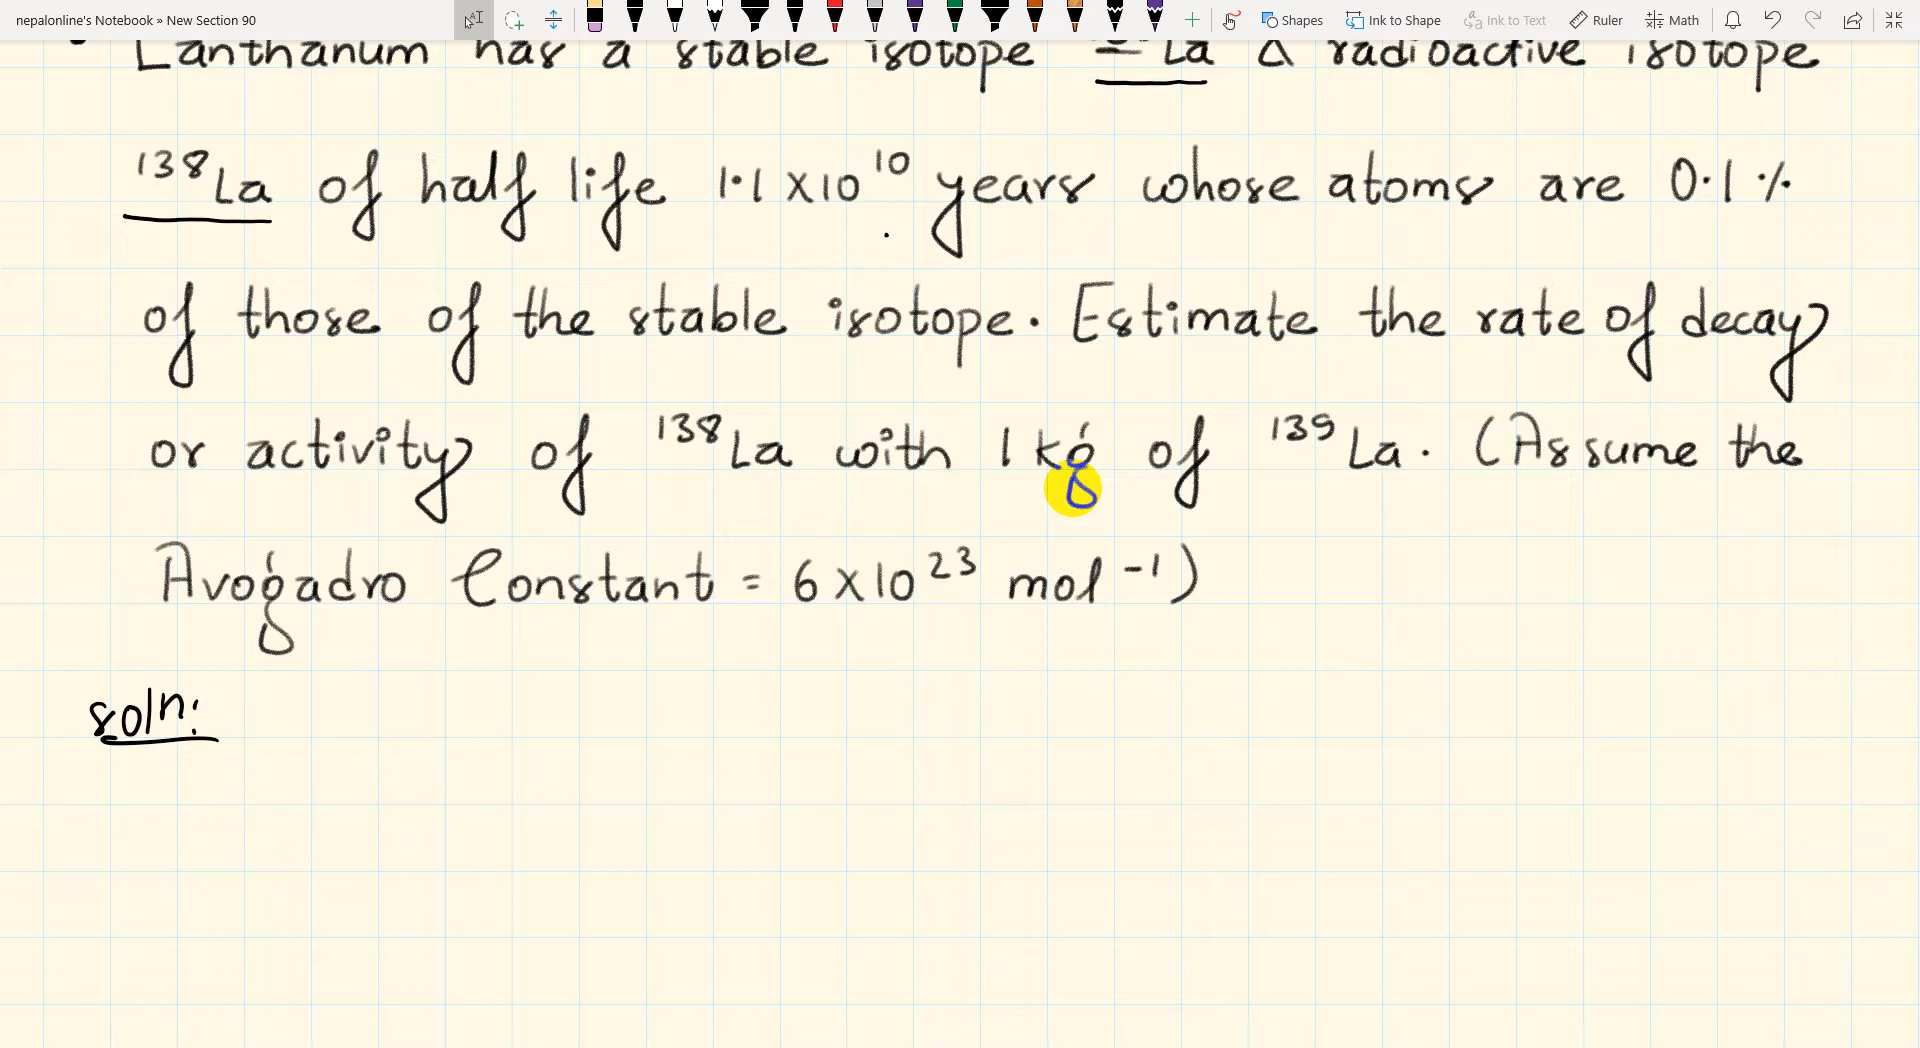 nepalonline's Notebook » New Section 90 Shapes Ink to Shape Ink to Text Ruler Math
Lanthanum has a stable isotope La & radioactive isotope
¹³⁸La of half life 1.1 x10¹⁰ years whose atoms are 0.1 %
of those of the stable isotope. Estimate the rate of decay
or activity of ¹³⁸La with 1 kg of ¹³⁹La. (Assume the
Avogadro Constant = 6 x10²³ mol⁻¹)
soln: